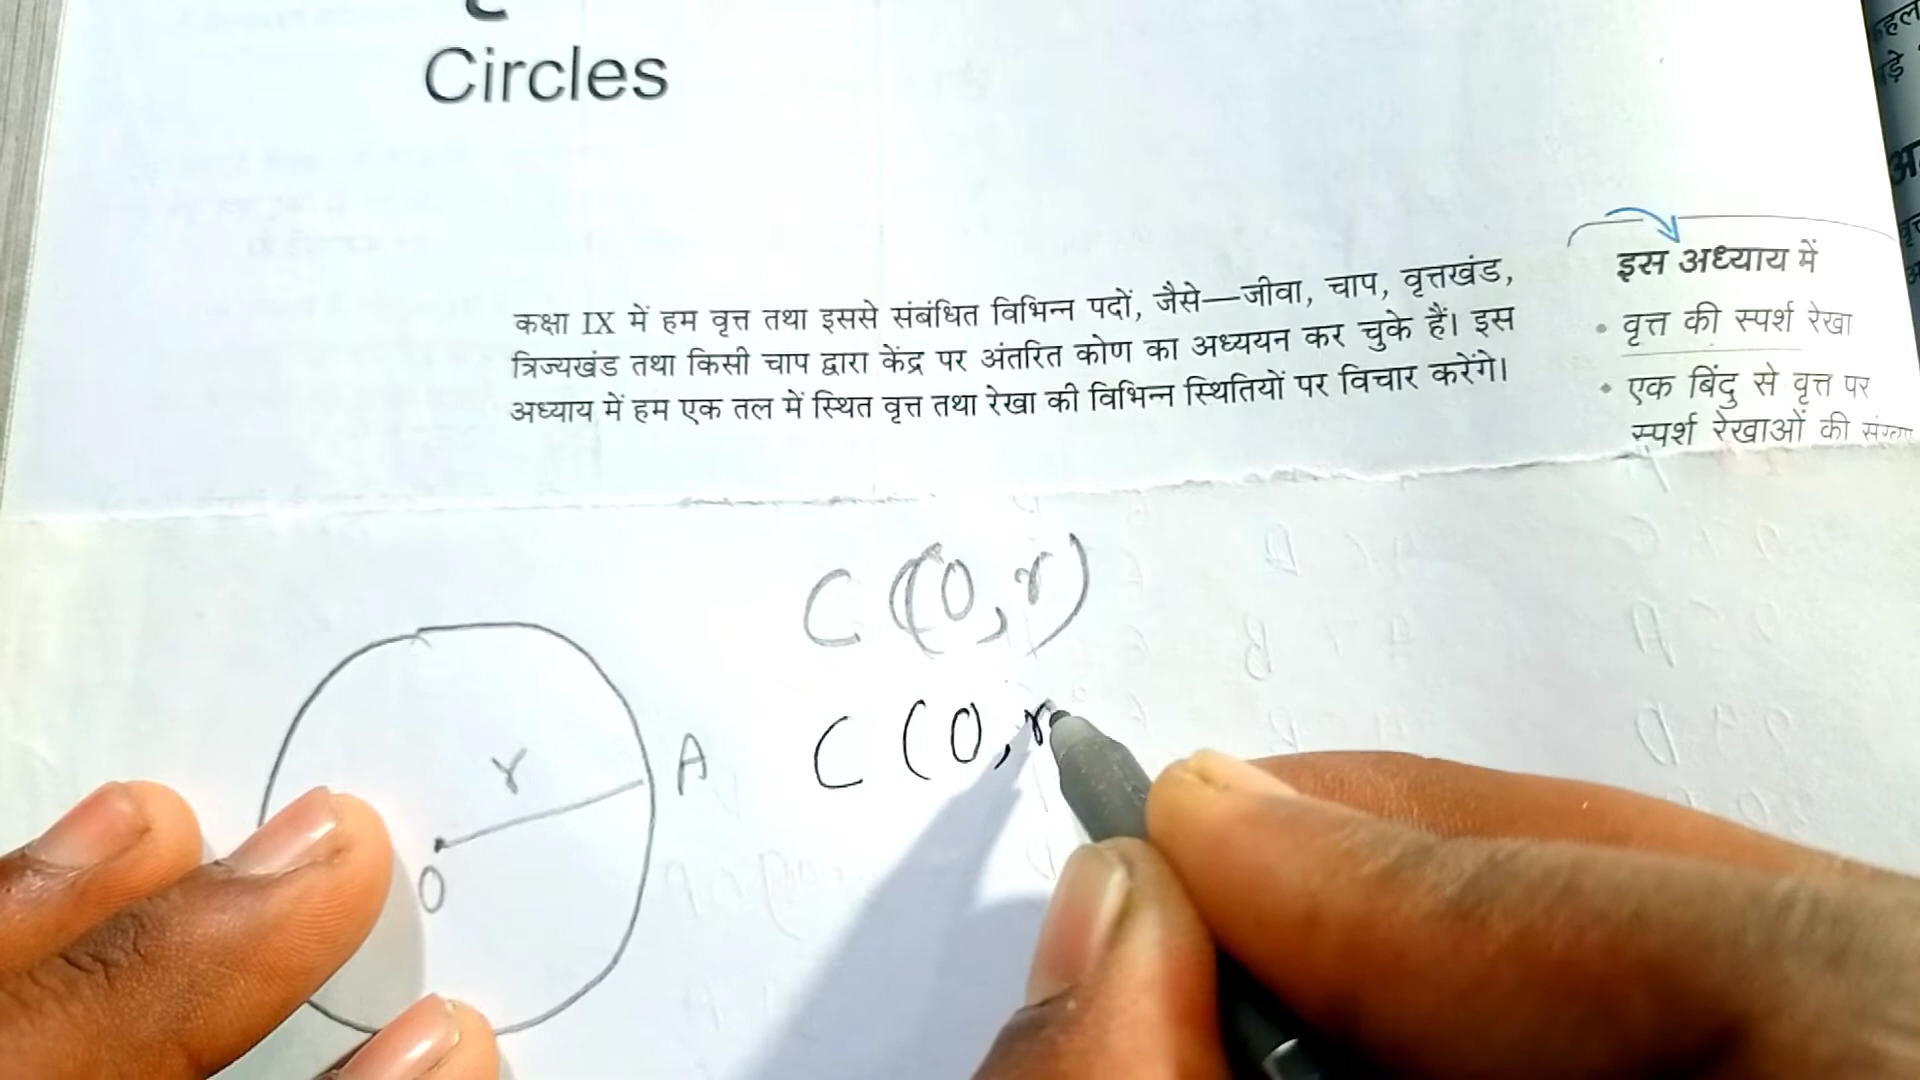 Circles
कक्षा IX में हम वृत्त तथा इससे संबंधित विभिन्न पदों, जैसे—जीवा, चाप, वृत्तखंड,
त्रिज्यखंड तथा किसी चाप द्वारा केंद्र पर अंतरित कोण का अध्ययन कर चुके हैं। इस
अध्याय में हम एक तल में स्थित वृत्त तथा रेखा की विभिन्न स्थितियों पर विचार करेंगे।
इस अध्याय में
• वृत्त की स्पर्श रेखा
• एक बिंदु से वृत्त पर
स्पर्श रेखाओं की संख्या
C (O, r)
C (O, r
r
A
O